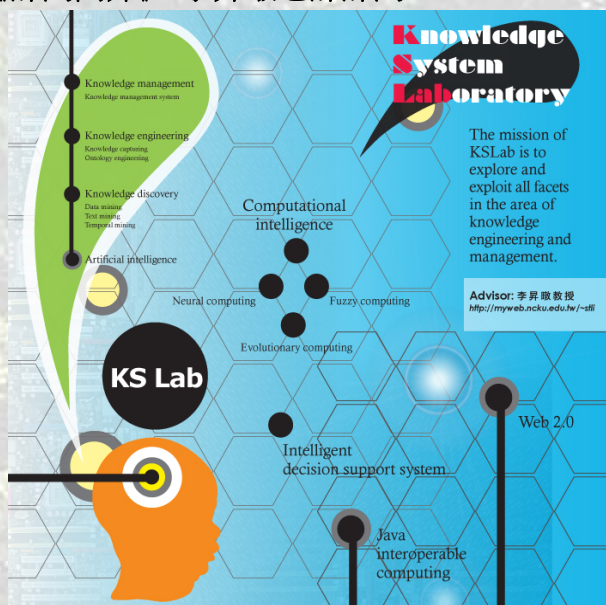 Knowledge
System
Laboratory
The mission of
KSLab is to
explore and
exploit all facets
in the area of
knowledge
engineering and
management.
Advisor: 李昇暾教授
http://myweb.ncku.edu.tw/~stli
Knowledge management
Knowledge management system
Knowledge engineering
Knowledge capturing
Ontology engineering
Knowledge discovery
Data mining
Text mining
Temporal mining
Artificial intelligence
Computational
intelligence
Neural computing
Fuzzy computing
Evolutionary computing
KS Lab
Intelligent
decision support system
Web 2.0
Java
interoperable
computing